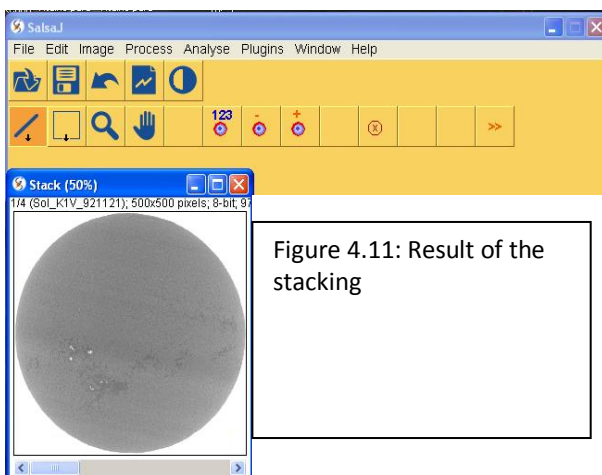 SalsaJ
File Edit Image Process Analyse Plugins Window Help
123
- +
(X)
>>
Stack (50%)
1/4 (Sol_K1V_921121); 500x500 pixels; 8-bit; 97
Figure 4.11: Result of the
stacking